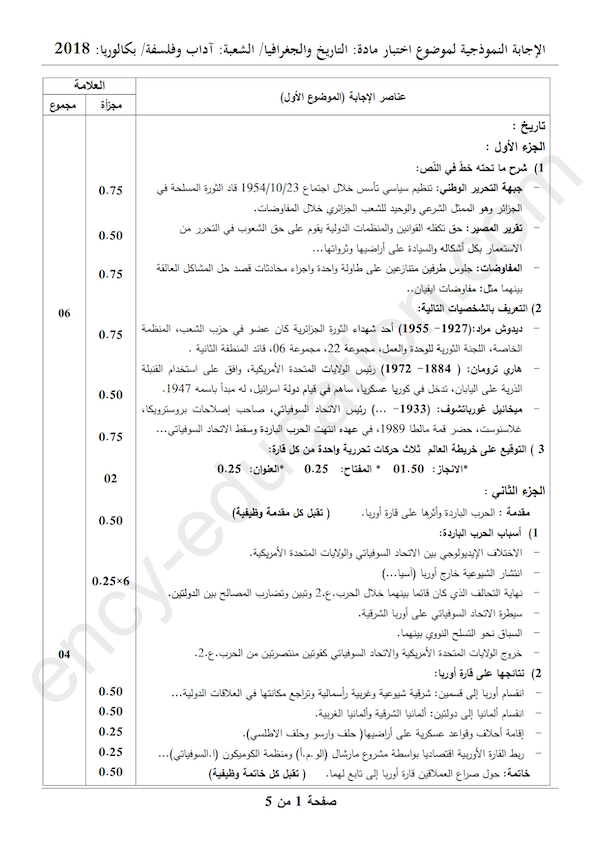 الإجابة النموذجية لموضوع اختبار مادة: التاريخ والجغرافيا/ الشعبة: آداب وفلسفة/ بكالوريا: 2018
عناصر الإجابة (الموضوع الأول)
العلامة
مجزأة
مجموع
تاريخ :
الجزء الأول :
1) شرح ما تحته خطّ في النّص:
- جبهة التحرير الوطني: تنظيم سياسي تأسس خلال اجتماع 1954/10/23 قاد الثورة المسلحة في
الجزائر وهو الممثل الشرعي والوحيد للشعب الجزائري خلال المفاوضات.
0.75
- تقرير المصير: حق تكفله القوانين والمنظمات الدولية يقوم على حق الشعوب في التحرر من
الاستعمار بكل أشكاله والسيادة على أراضيها وثرواتها...
0.50
- المفاوضات: جلوس طرفين متنازعين على طاولة واحدة واجراء محادثات قصد حل المشاكل العالقة
بينهما مثل: مفاوضات ايفيان..
0.75
06
2) التعريف بالشخصيات التالية:
- ديدوش مراد:(1927- 1955) أحد شهداء الثورة الجزائرية كان عضو في حزب الشعب، المنظمة
الخاصة، اللجنة الثورية للوحدة والعمل، مجموعة 22، مجموعة 06، قائد المنطقة الثانية .
0.75
- هاري ترومان: ( 1884- 1972) رئيس الولايات المتحدة الأمريكية، وافق على استخدام القنبلة
الذرية على اليابان، تدخل في كوريا عسكريا، ساهم في قيام دولة اسرائيل، له مبدأ باسمه 1947.
0.50
- ميخائيل غورباتشوف: (1933- ...) رئيس الاتحاد السوفياتي، صاحب إصلاحات بروسترويكا،
غلاسنوست، حضر قمة مالطا 1989، في عهده انتهت الحرب الباردة وسقط الاتحاد السوفياتي...
0.75
3 ) التوقيع على خريطة العالم ثلاث حركات تحررية واحدة من كل قارة:
*الانجاز: 01.50 * المفتاح: 0.25 *العنوان: 0.25
02
الجزء الثاني :
مقدمة : الحرب الباردة وأثرها على قارة أوربا. ( تقبل كل مقدمة وظيفية)
0.50
1) أسباب الحرب الباردة:
- الاختلاف الإيديولوجي بين الاتحاد السوفياتي والولايات المتحدة الأمريكية.
- انتشار الشيوعية خارج أوربا (آسيا...)
- نهاية التحالف الذي كان قائما بينهما خلال الحرب.ع.2 وتبين وتضارب المصالح بين الدولتين.
0.25×6
- سيطرة الاتحاد السوفياتي على أوربا الشرقية.
- السباق نحو التسلح النووي بينهما.
- خروج الولايات المتحدة الأمريكية والاتحاد السوفياتي كقوتين منتصرتين من الحرب.ع.2.
04
2) نتائجها على قارة أوربا:
- انقسام أوربا إلى قسمين: شرقية شيوعية وغربية رأسمالية وتراجع مكانتها في العلاقات الدولية...
0.50
- انقسام ألمانيا إلى دولتين: ألمانيا الشرقية وألمانيا الغربية.
0.50
- إقامة أحلاف وقواعد عسكرية على أراضيها( حلف وارسو وحلف الاطلسي).
0.25
- ربط القارة الأوربية اقتصاديا بواسطة مشروع مارشال (الو.م.أ) ومنظمة الكوميكون (ا.السوفياتي)...
0.25
خاتمة: حول صراع العملاقين قارة أوربا إلى تابع لهما. ( تقبل كل خاتمة وظيفية)
0.50
صفحة 1 من 5
ency-education.com